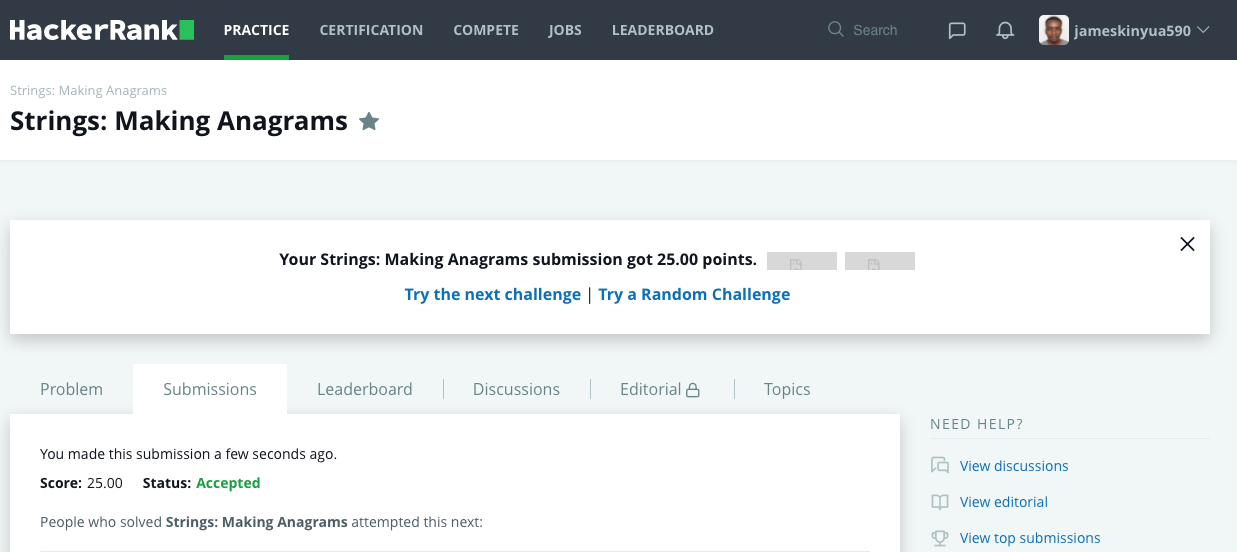 HackerRank PRACTICE CERTIFICATION COMPETE JOBS LEADERBOARD Search jameskinyua590
Strings: Making Anagrams
Strings: Making Anagrams
Your Strings: Making Anagrams submission got 25.00 points.
Try the next challenge | Try a Random Challenge
Problem Submissions Leaderboard Discussions Editorial Topics
You made this submission a few seconds ago.
Score: 25.00 Status: Accepted
People who solved Strings: Making Anagrams attempted this next:
NEED HELP?
View discussions
View editorial
View top submissions